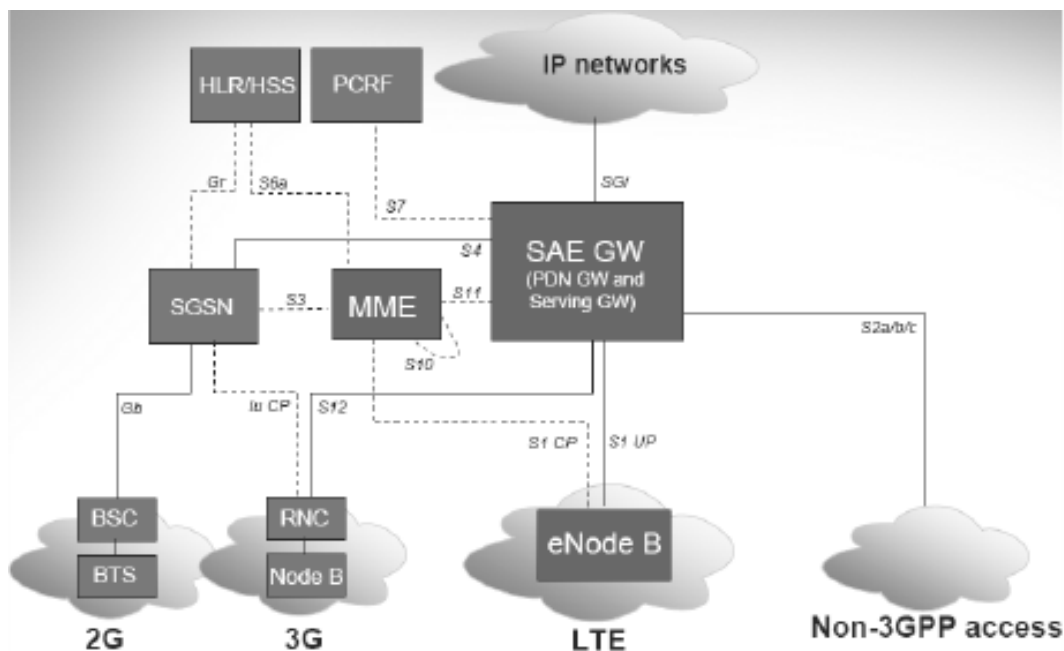 HLR/HSS
PCRF
IP networks
Gr
S6a
S7
SGi
S4
SAE GW
(PDN GW and
Serving GW)
SGSN
S3
MME
S11
S10
S2a/b/c
Gb
Iu CP
S12
S1 CP
S1 UP
BSC
BTS
RNC
Node B
eNode B
2G
3G
LTE
Non-3GPP access